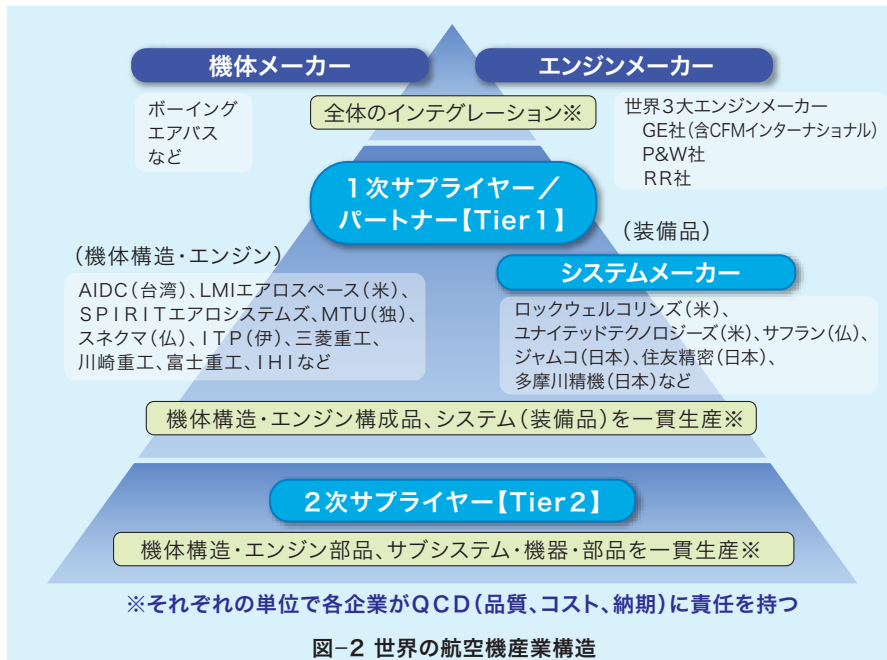 機体メーカー
ボーイング
エアバス
など
エンジンメーカー
世界3大エンジンメーカー
GE社(含CFMインターナショナル)
P&W社
RR社
全体のインテグレーション※
1次サプライヤー/
パートナー【Tier1】
(機体構造・エンジン)
AIDC(台湾)、LMIエアロスペース(米)、
SPIRITエアロシステムズ、MTU(独)、
スネクマ(仏)、ITP(伊)、三菱重工、
川崎重工、富士重工、IHIなど
(装備品)
システムメーカー
ロックウェルコリンズ(米)、
ユナイテッドテクノロジーズ(米)、サフラン(仏)、
ジャムコ(日本)、住友精密(日本)、
多摩川精機(日本)など
機体構造・エンジン構成品、システム(装備品)を一貫生産※
2次サプライヤー【Tier2】
機体構造・エンジン部品、サブシステム・機器・部品を一貫生産※
※それぞれの単位で各企業がQCD(品質、コスト、納期)に責任を持つ
図−2 世界の航空機産業構造